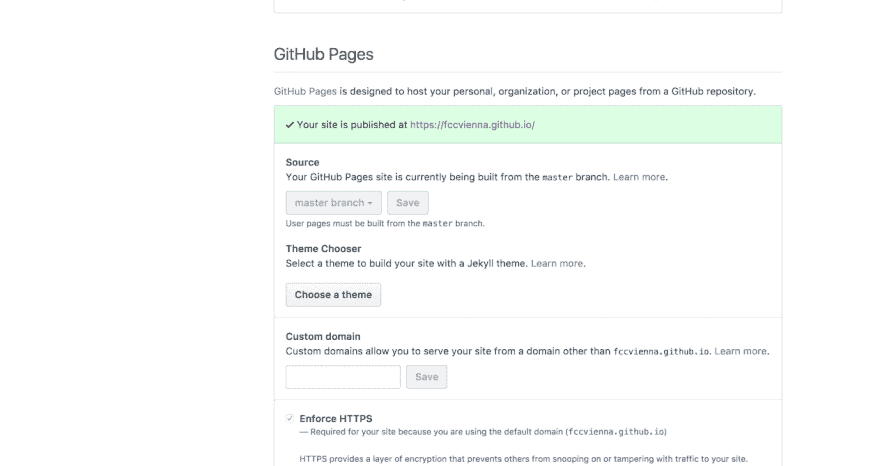 GitHub Pages
GitHub Pages is designed to host your personal, organization, or project pages from a GitHub repository.
✓ Your site is published at https://fccvienna.github.io/
Source
Your GitHub Pages site is currently being built from the master branch. Learn more.
master branch Save
User pages must be built from the master branch.
Theme Chooser
Select a theme to build your site with a Jekyll theme. Learn more.
Choose a theme
Custom domain
Custom domains allow you to serve your site from a domain other than fccvienna.github.io. Learn more.
Save
Enforce HTTPS
— Required for your site because you are using the default domain (fccvienna.github.io)
HTTPS provides a layer of encryption that prevents others from snooping on or tampering with traffic to your site.